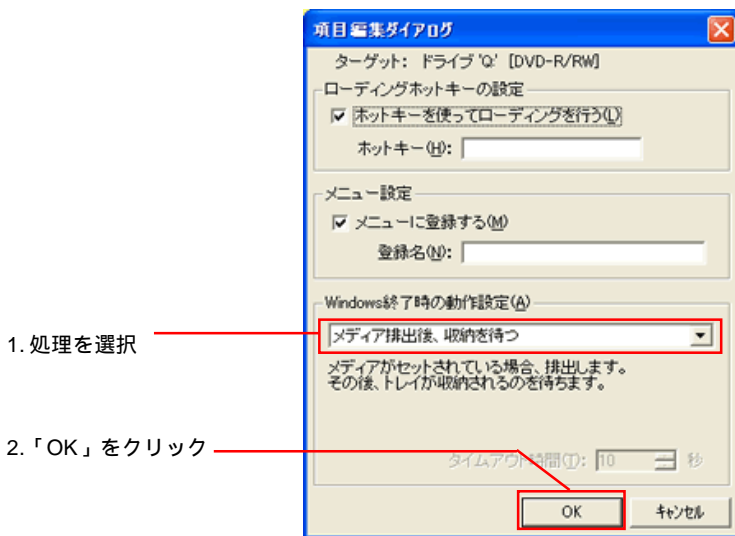 項目編集ダイアログ
ターゲット: ドライブ 'Q' [DVD-R/RW]
ローディングホットキーの設定
ホットキーを使ってローディングを行う(L)
ホットキー(H):
メニュー設定
メニューに登録する(M)
登録名(N):
Windows終了時の動作設定(A)
1. 処理を選択
メディア排出後、収納を待つ
メディアがセットされている場合、排出します。
その後、トレイが収納されるのを待ちます。
2.「OK」をクリック
タイムアウト時間(T): 10 秒
OK キャンセル